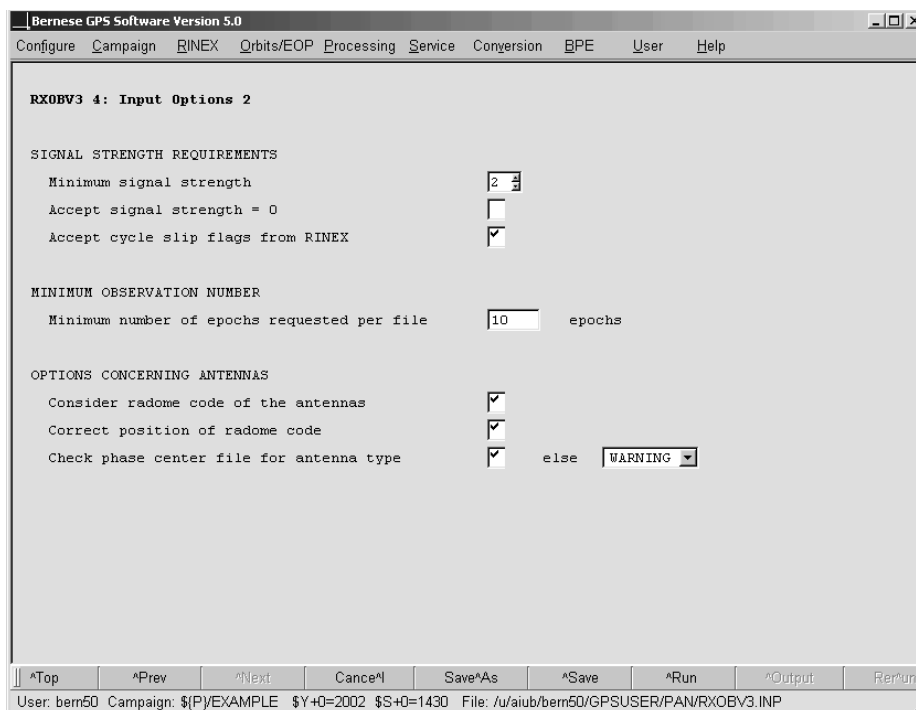 Bernese GPS Software Version 5.0
Configure Campaign RINEX Orbits/EOP Processing Service Conversion BPE User Help
RXOBV3 4: Input Options 2
SIGNAL STRENGTH REQUIREMENTS
Minimum signal strength 2
Accept signal strength = 0
Accept cycle slip flags from RINEX
MINIMUM OBSERVATION NUMBER
Minimum number of epochs requested per file 10 epochs
OPTIONS CONCERNING ANTENNAS
Consider radome code of the antennas
Correct position of radome code
Check phase center file for antenna type else WARNING
^Top ^Prev ^Next Cance^l Save^As ^Save ^Run ^Output Rer^un
User: bern50 Campaign: ${P}/EXAMPLE $Y+0=2002 $S+0=1430 File: /u/aiub/bern50/GPSUSER/PAN/RXOBV3.INP